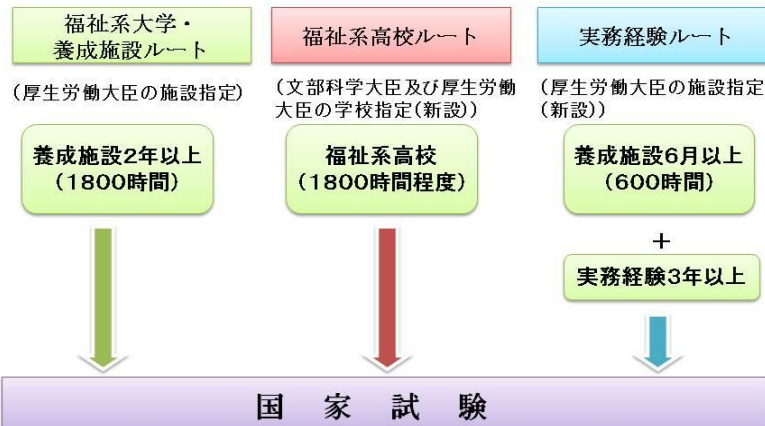 福祉系大学・
養成施設ルート
(厚生労働大臣の施設指定)
養成施設2年以上
(1800時間)
福祉系高校ルート
(文部科学大臣及び厚生労働
大臣の学校指定(新設))
福祉系高校
(1800時間程度)
実務経験ルート
(厚生労働大臣の施設指定
(新設))
養成施設6月以上
(600時間)
+
実務経験3年以上
国家試験